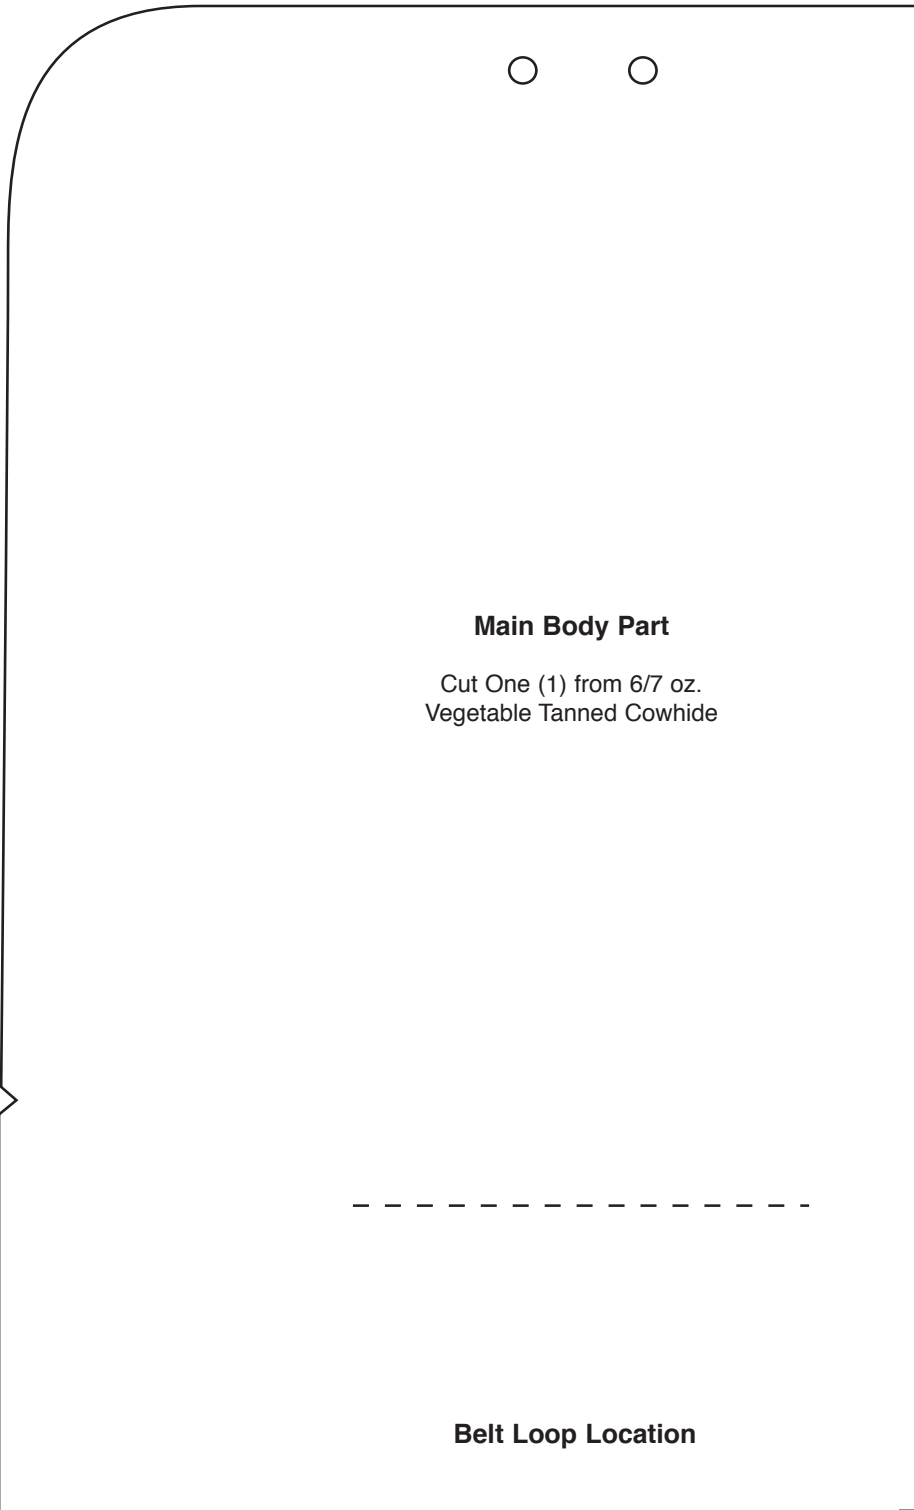 Main Body Part
Cut One (1) from 6/7 oz.
Vegetable Tanned Cowhide
Belt Loop Location